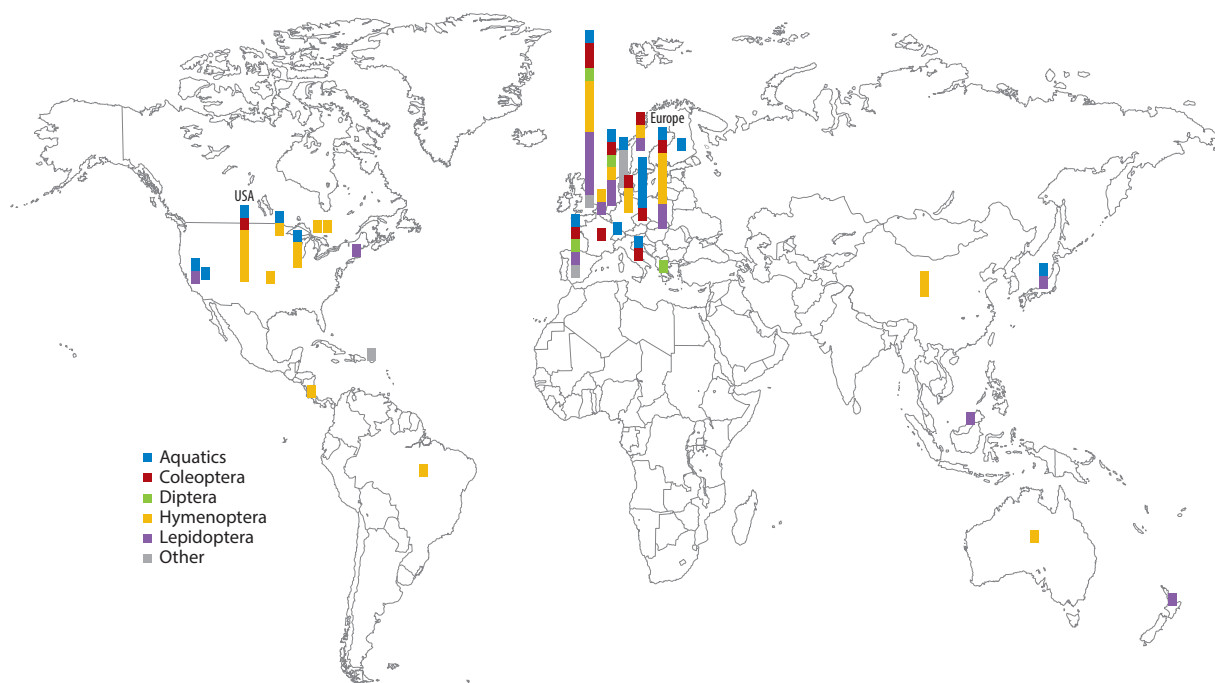 Europe
USA
Aquatics
Coleoptera
Diptera
Hymenoptera
Lepidoptera
Other